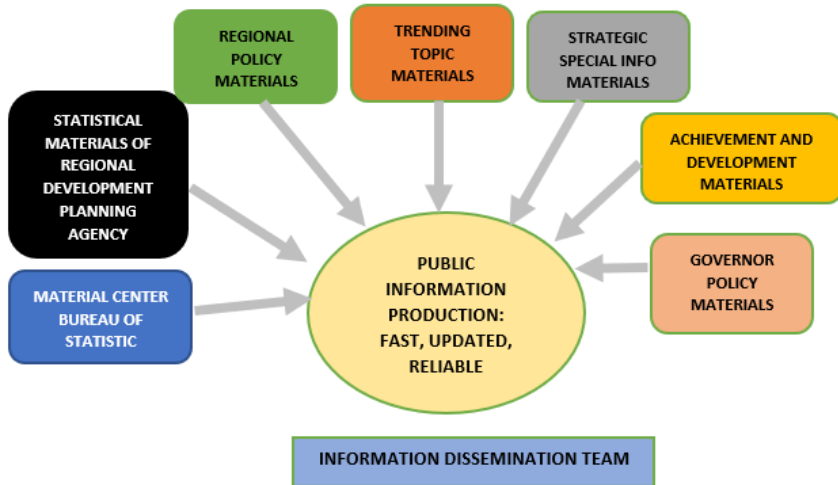 REGIONAL
POLICY
MATERIALS
TRENDING
TOPIC
MATERIALS
STRATEGIC
SPECIAL INFO
MATERIALS
STATISTICAL
MATERIALS OF
REGIONAL
DEVELOPMENT
PLANNING
AGENCY
ACHIEVEMENT AND
DEVELOPMENT
MATERIALS
MATERIAL CENTER
BUREAU OF
STATISTIC
PUBLIC
INFORMATION
PRODUCTION:
FAST, UPDATED,
RELIABLE
GOVERNOR
POLICY
MATERIALS
INFORMATION DISSEMINATION TEAM